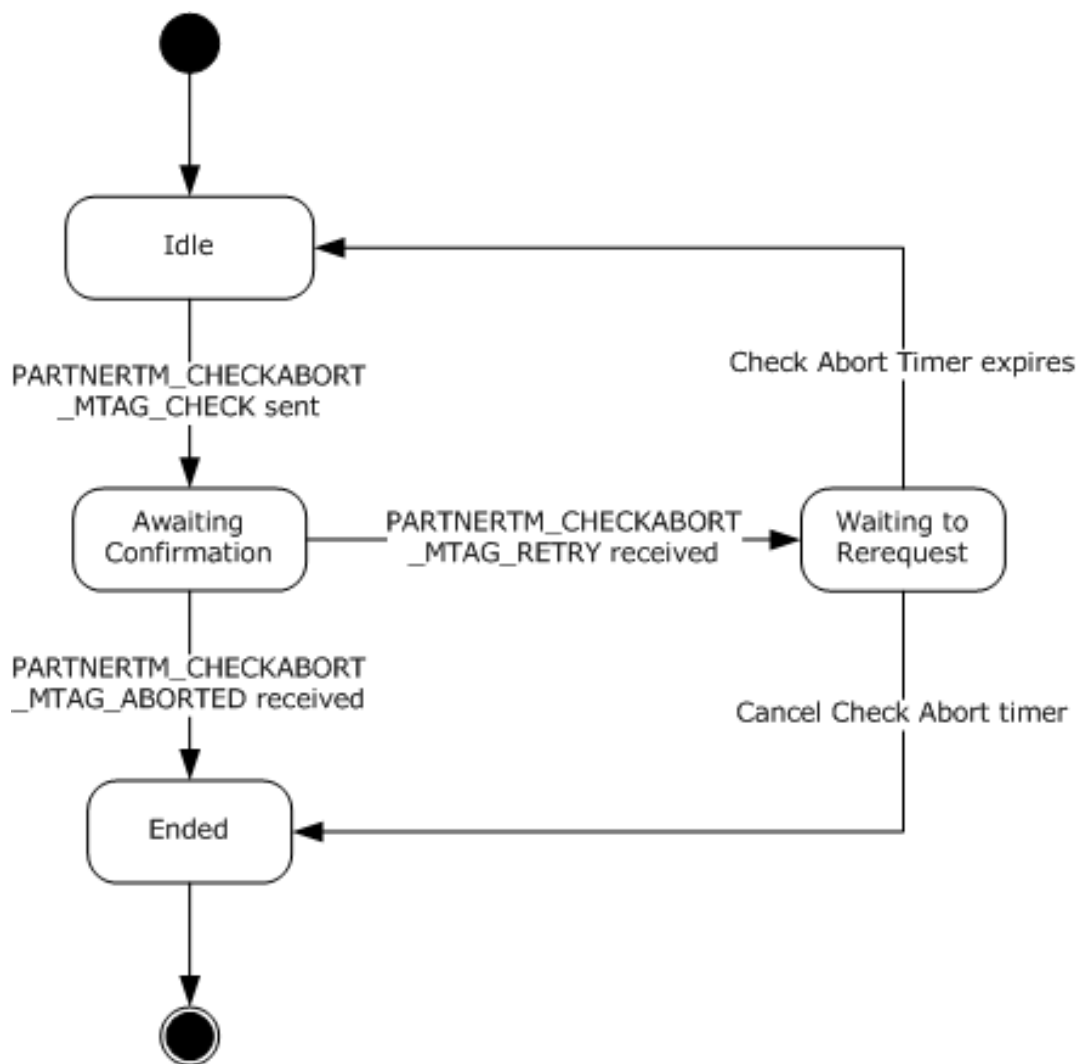 Idle
Check Abort Timer expires
PARTNERTM_CHECKABORT
_MTAG_CHECK sent
Awaiting
Confirmation
PARTNERTM_CHECKABORT
_MTAG_RETRY received
Waiting to
Rerequest
PARTNERTM_CHECKABORT
_MTAG_ABORTED received
Cancel Check Abort timer
Ended